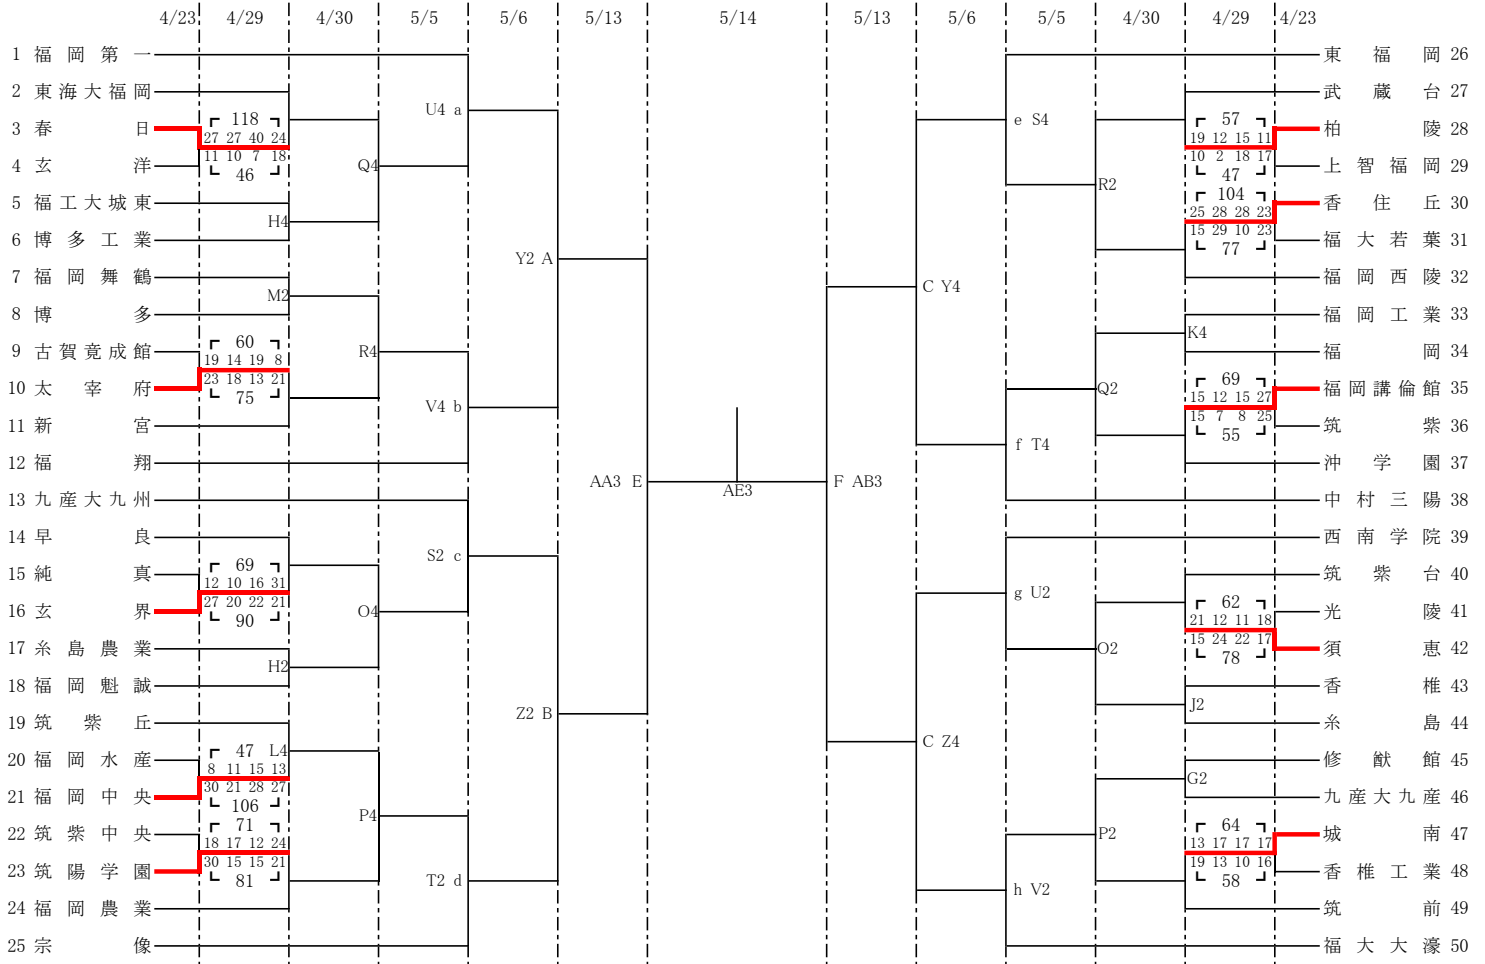 4/23 4/29 4/30 5/5 5/6 5/13 5/14 5/13 5/6 5/5 4/30 4/29 4/23
1 福岡第一
2 東海大福岡
3 春日
4 玄洋
5 福工大城東
6 博多工業
7 福岡舞鶴
8 博多
9 古賀竟成館
10 太宰府
11 新宮
12 福翔
13 九産大九州
14 早良
15 純真
16 玄界
17 糸島農業
18 福岡魁誠
19 筑紫丘
20 福岡水産
21 福岡中央
22 筑紫中央
23 筑陽学園
24 福岡農業
25 宗像
118
27 27 40 24
11 10 7 18
46
60
19 14 19 8
23 18 13 21
75
69
12 10 16 31
27 20 22 21
90
47
8 11 15 13
30 21 28 27
106
71
18 17 12 24
30 15 15 21
81
H4
M2
H2
L4
Q4
R4
O4
P4
U4 a
V4 b
S2 c
T2 d
Y2 A
Z2 B
AA3 E
AE3
F AB3
C Y4
C Z4
e S4
f T4
g U2
h V2
R2
Q2
O2
P2
K4
J2
G2
57
19 12 15 11
10 2 18 17
47
104
25 28 28 23
15 29 10 23
77
69
15 12 15 27
15 7 8 25
55
62
21 12 11 18
15 24 22 17
78
64
13 17 17 17
19 13 10 16
58
東福岡 26
武蔵台 27
柏陵 28
上智福岡 29
香住丘 30
福大若葉 31
福岡西陵 32
福岡工業 33
福岡 34
福岡講倫館 35
筑紫 36
沖学園 37
中村三陽 38
西南学院 39
筑紫台 40
光陵 41
須恵 42
香椎 43
糸島 44
修猷館 45
九産大九産 46
城南 47
香椎工業 48
筑前 49
福大大濠 50